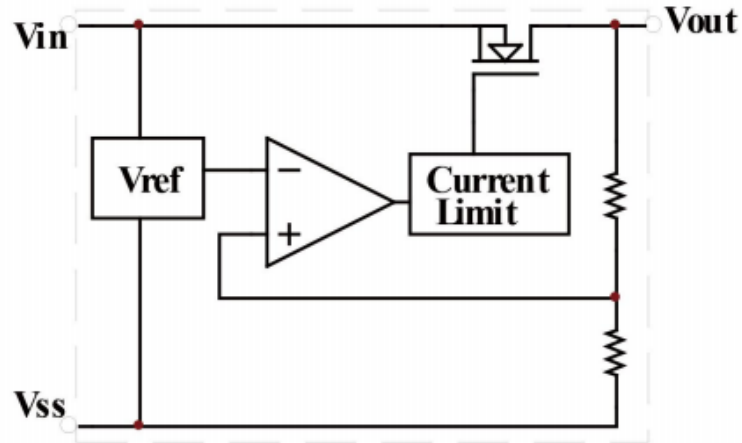 Vin
Vout
Vref
−
+
Current
Limit
Vss